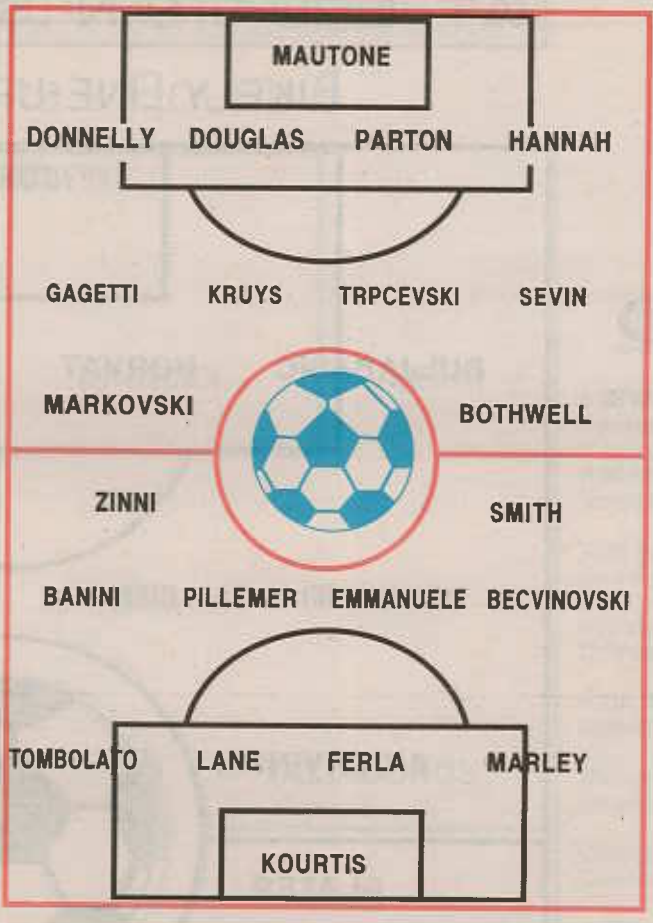 MAUTONE
DONNELLY DOUGLAS PARTON HANNAH
GAGETTI KRUYS TRPCEVSKI SEVIN
MARKOVSKI BOTHWELL
ZINNI SMITH
BANINI PILLEMER EMMANUELE BECVINOVSKI
TOMBOLATO LANE FERLA MARLEY
KOURTIS